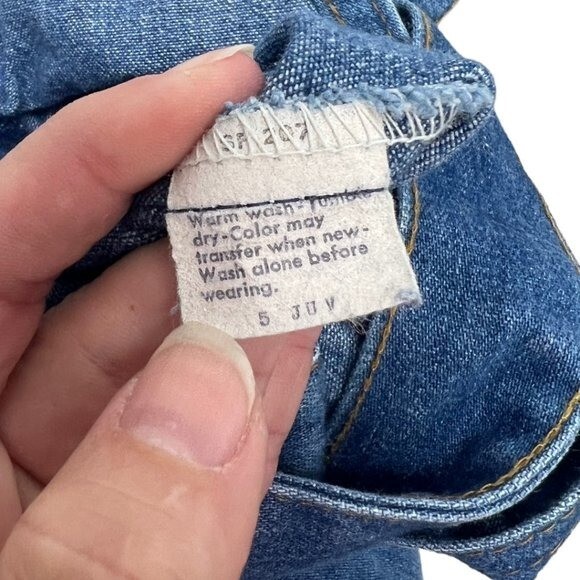 Warm wash-Tumble
dry-Color may
transfer when new-
Wash alone before
wearing.
5 JUV